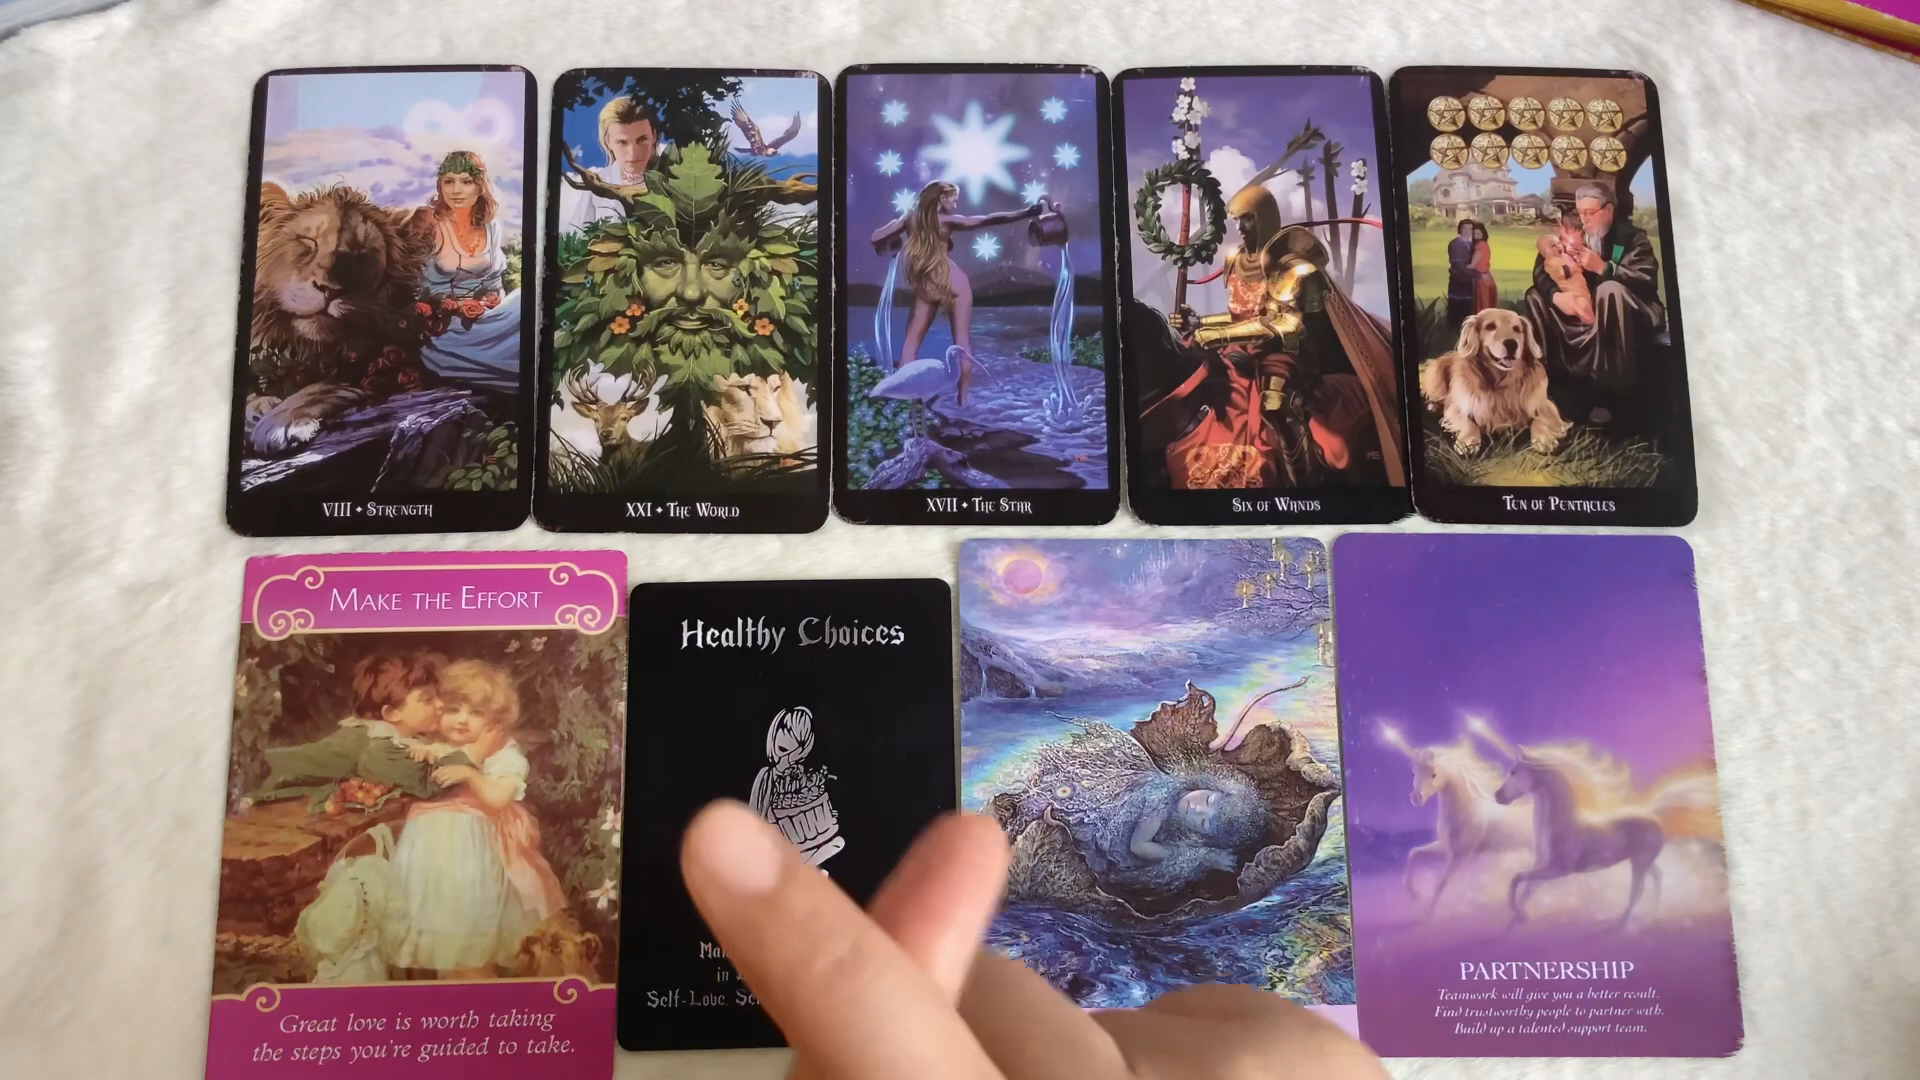 VIII ✦ STRENGTH
XXI ✦ THE WORLD
XVII ✦ THE STAR
SIX OF WANDS
TEN OF PENTACLES
MAKE THE EFFORT
Great love is worth taking
the steps you're guided to take.
Healthy Choices
in
Self-Love,
PARTNERSHIP
Teamwork will give you a better result.
Find trustworthy people to partner with.
Build up a talented support team.